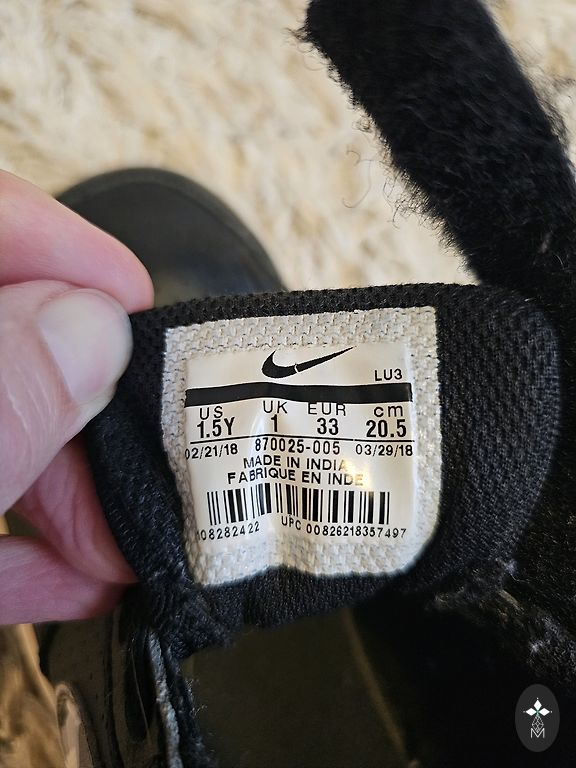 LU3
US UK EUR cm
1.5Y 1 33 20.5
02/21/18 870025-005 03/29/18
MADE IN INDIA
FABRIQUE EN INDE
108282422 UPC 00826218357497